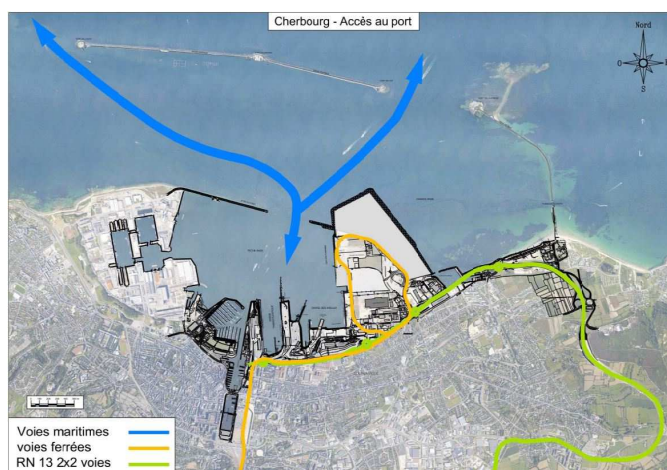 Cherbourg - Accès au port
Nord
O
S
Voies maritimes
voies ferrées
RN 13 2x2 voies